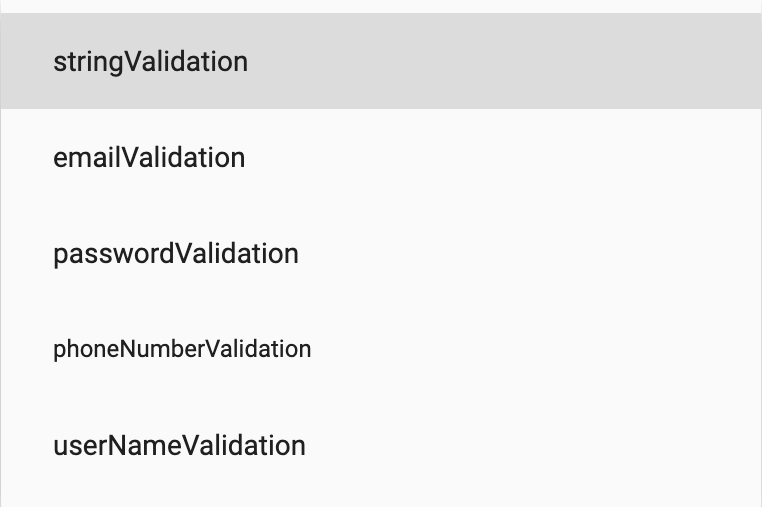 stringValidation
emailValidation
passwordValidation
phoneNumberValidation
userNameValidation